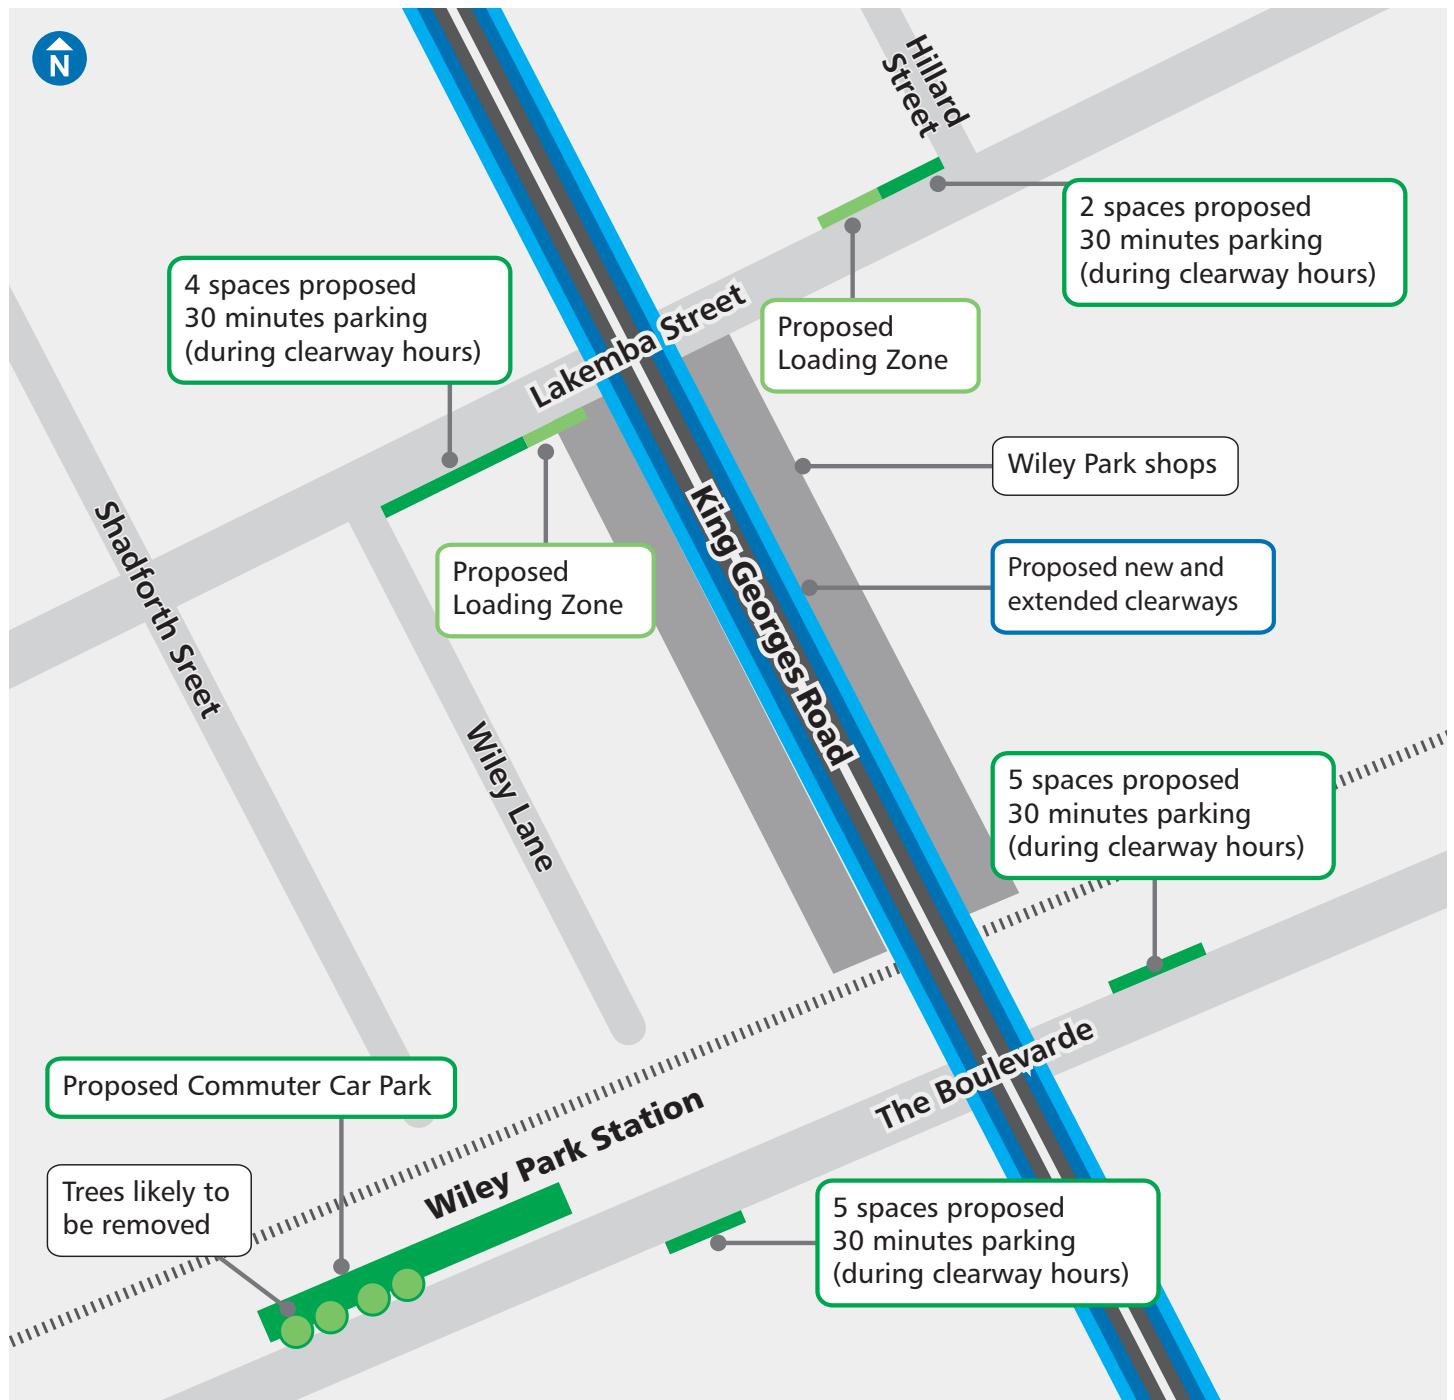 N
Hillard
Street
2 spaces proposed
30 minutes parking
(during clearway hours)
4 spaces proposed
30 minutes parking
(during clearway hours)
Proposed
Loading Zone
Lakemba Street
Wiley Park shops
King Georges Road
Proposed new and
extended clearways
Proposed
Loading Zone
Shadforth Sreet
Wiley Lane
5 spaces proposed
30 minutes parking
(during clearway hours)
The Boulevarde
Proposed Commuter Car Park
Wiley Park Station
Trees likely to
be removed
5 spaces proposed
30 minutes parking
(during clearway hours)